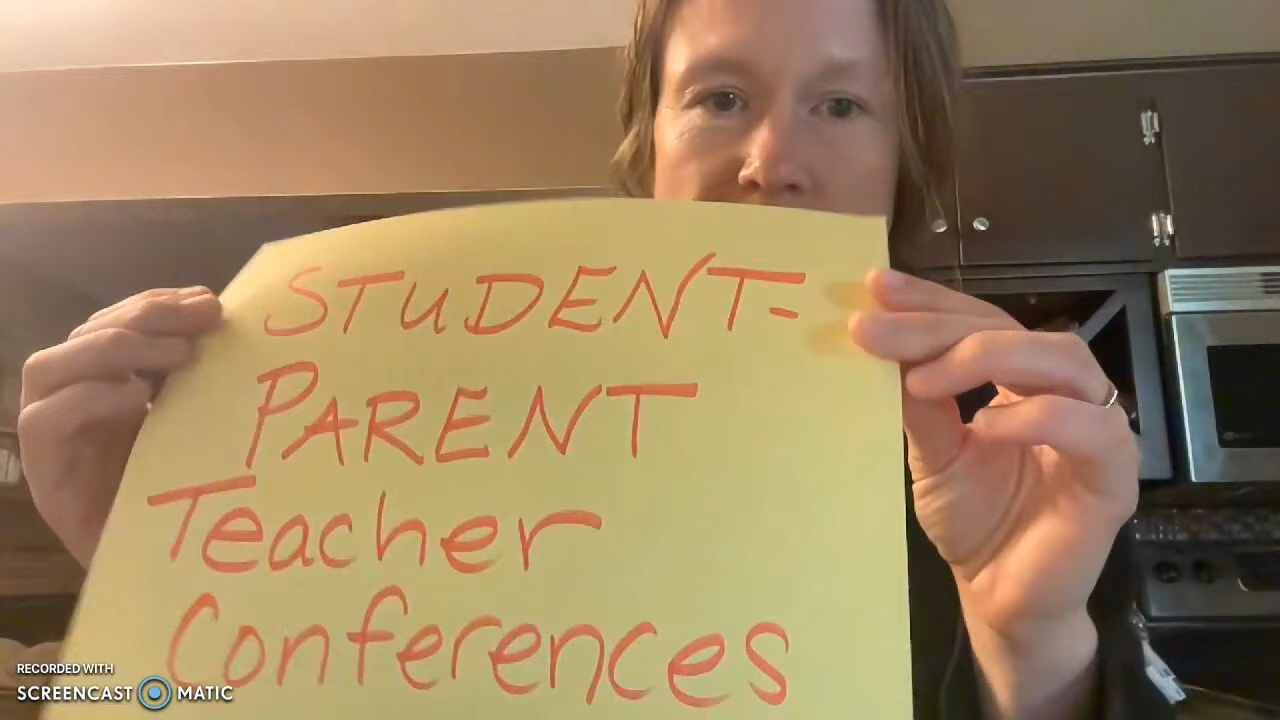 STUDENT-
PARENT
Teacher
Conferences
RECORDED WITH
SCREENCAST MATIC